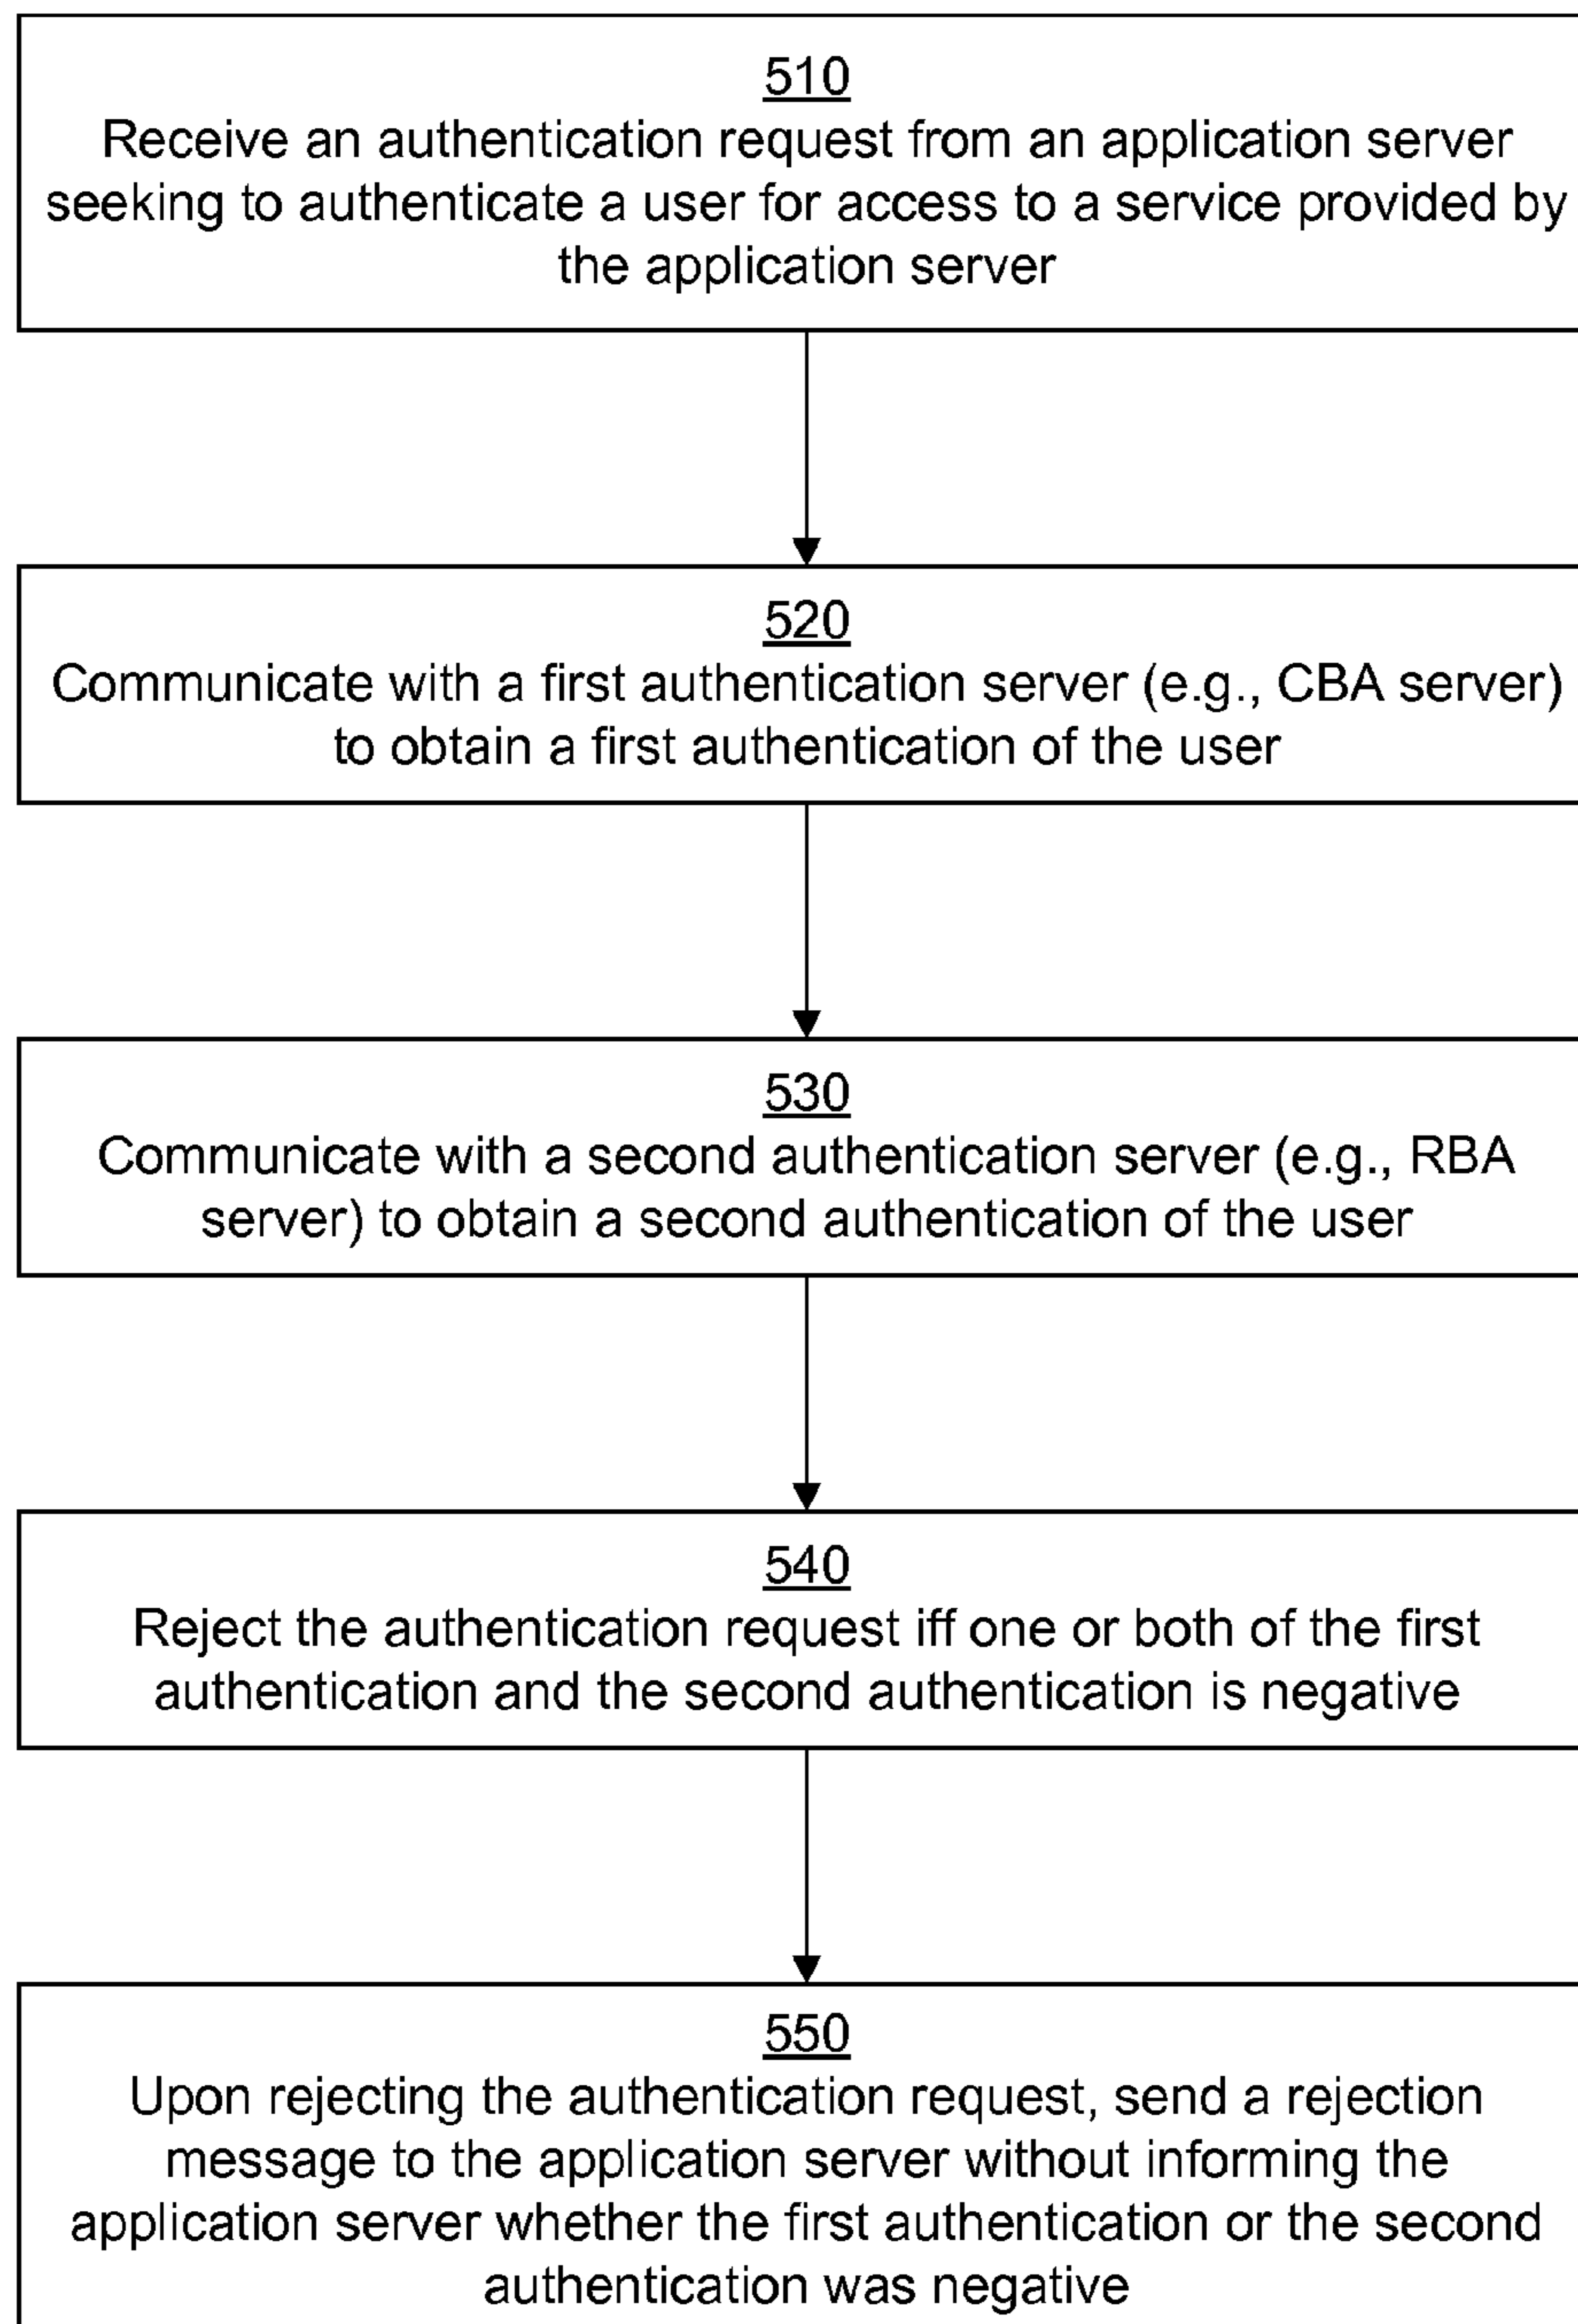 510
Receive an authentication request from an application server
seeking to authenticate a user for access to a service provided by
the application server
520
Communicate with a first authentication server (e.g., CBA server)
to obtain a first authentication of the user
530
Communicate with a second authentication server (e.g., RBA
server) to obtain a second authentication of the user
540
Reject the authentication request iff one or both of the first
authentication and the second authentication is negative
550
Upon rejecting the authentication request, send a rejection
message to the application server without informing the
application server whether the first authentication or the second
authentication was negative